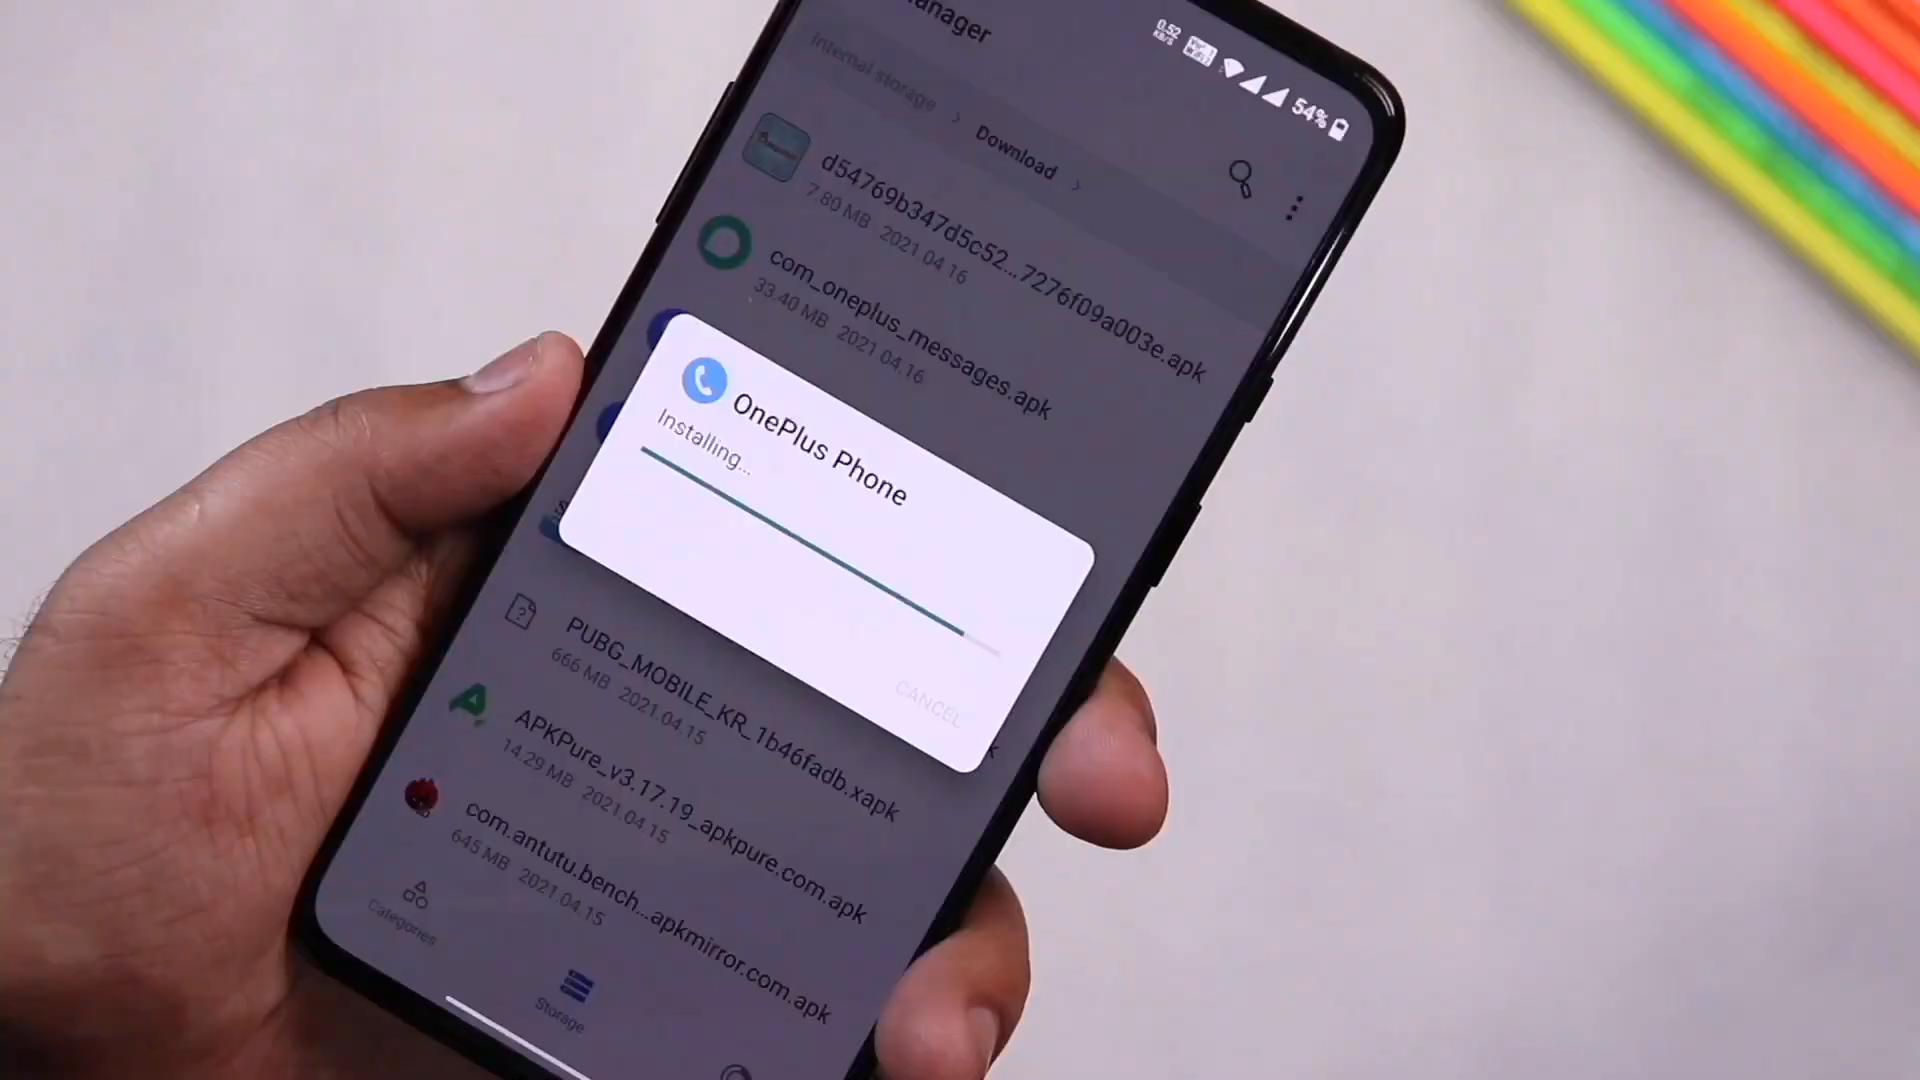 0.52
KB/S
54%
Internal storage
Download
d54769b347d5c52...7276f09a003e.apk
7.80 MB 2021.04.16
com_oneplus_messages.apk
33.40 MB 2021.04.16
OnePlus Phone
Installing...
CANCEL
PUBG_MOBILE_KR_1b46fadb.xapk
666 MB 2021.04.15
APKPure_v3.17.19_apkpure.com.apk
14.29 MB 2021.04.15
com.antutu.bench...apkmirror.com.apk
645 MB 2021.04.15
Categories
Storage